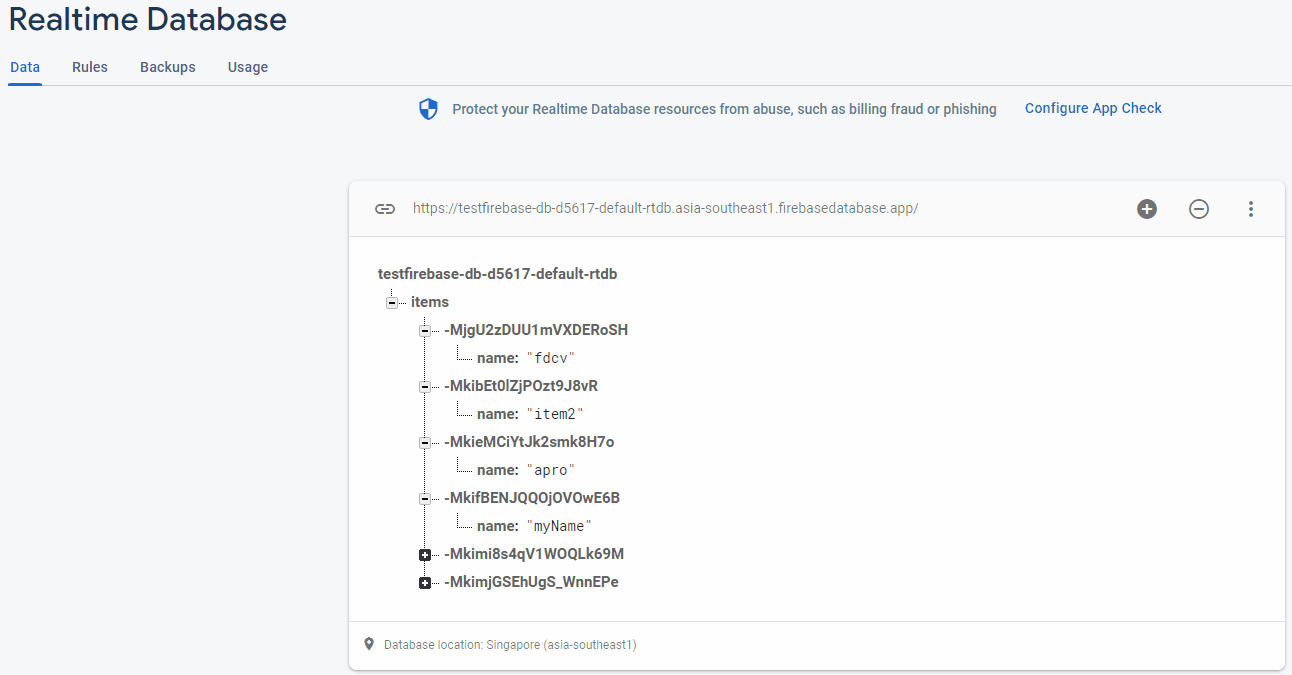 Realtime Database
Data Rules Backups Usage
Protect your Realtime Database resources from abuse, such as billing fraud or phishing Configure App Check
https://testfirebase-db-d5617-default-rtdb.asia-southeast1.firebasedatabase.app/
testfirebase-db-d5617-default-rtdb
items
-MjgU2zDUU1mVXDERoSH
name: "fdcv"
-MkibEt0lZjPOzt9J8vR
name: "item2"
-MkieMCiYtJk2smk8H7o
name: "apro"
-MkifBENJQQOjOVOwE6B
name: "myName"
-Mkimi8s4qV1WOQLk69M
-MkimjGSEhUgS_WnnEPe
Database location: Singapore (asia-southeast1)